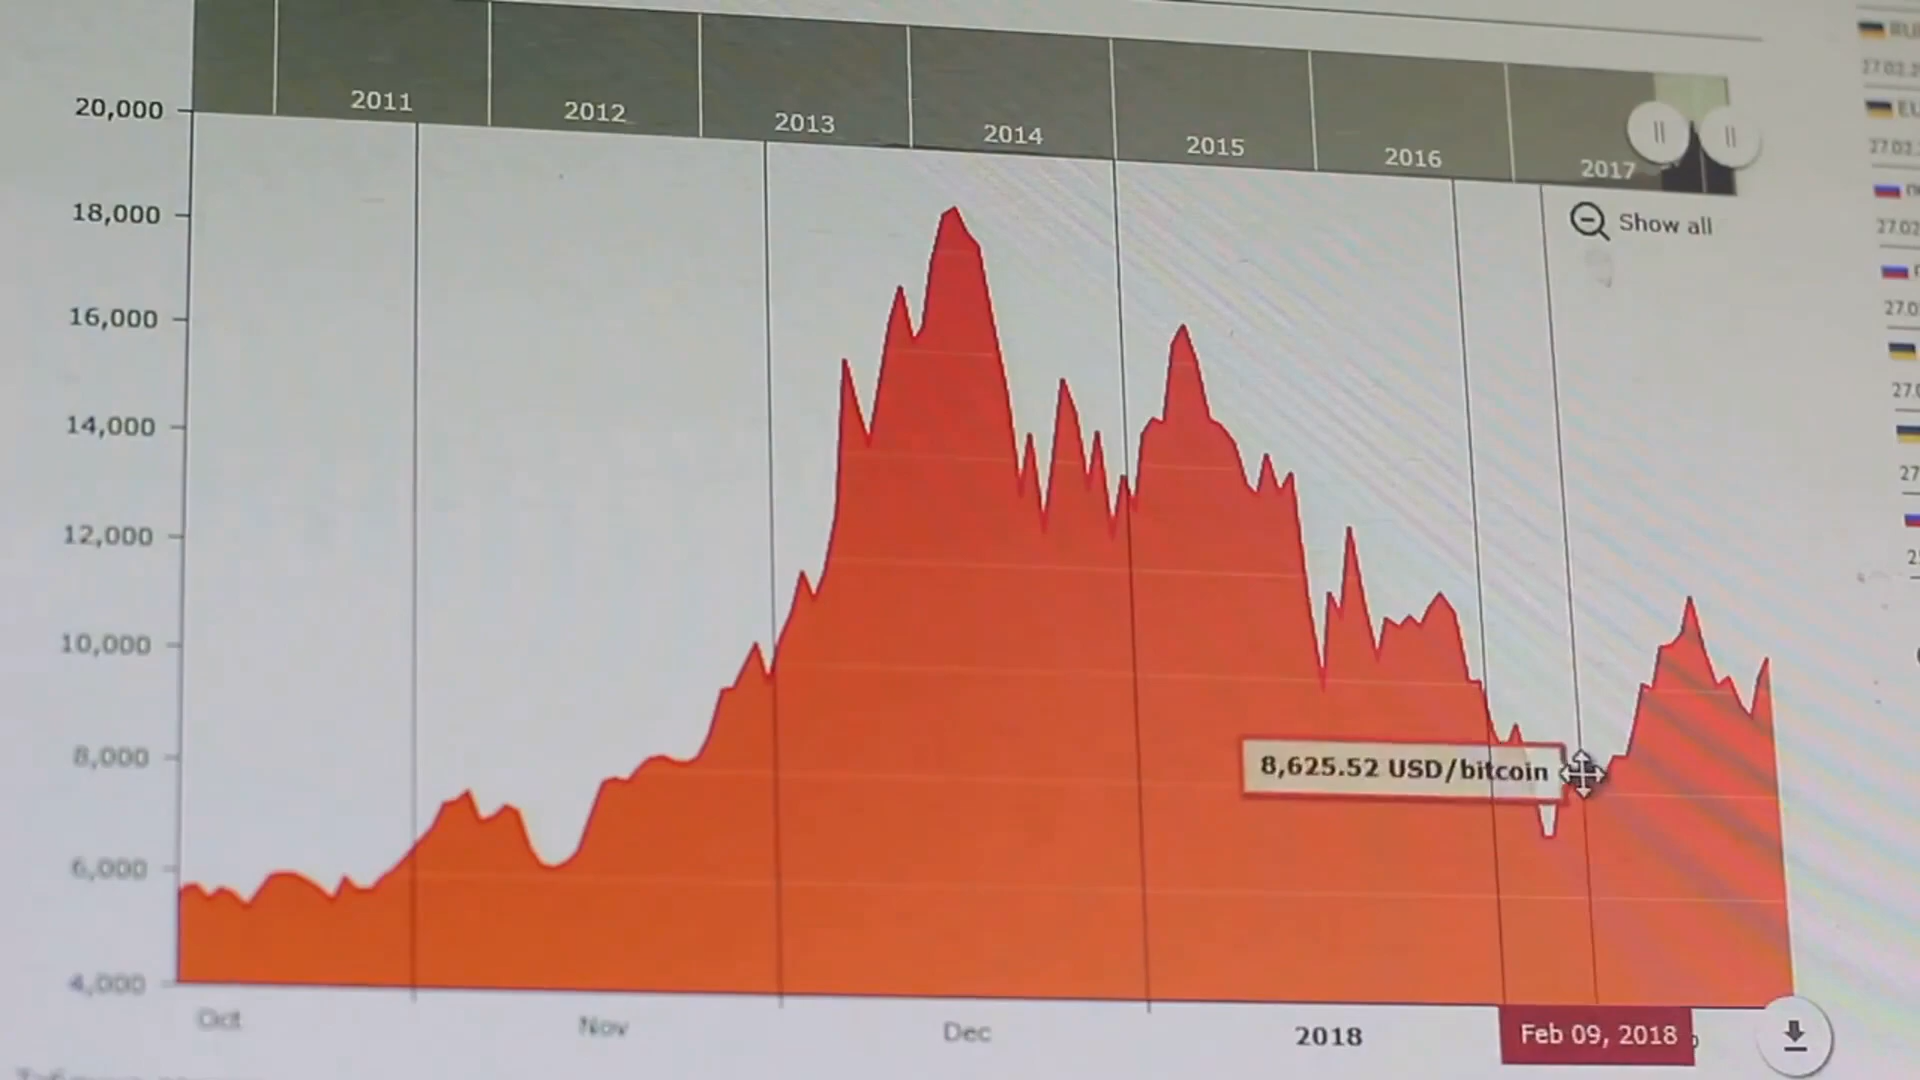 2011
2012
2013
2014
2015
2016
2017
Show all
20,000
18,000
16,000
14,000
12,000
10,000
8,000
6,000
4,000
8,625.52 USD/bitcoin
Oct
Nov
Dec
2018
Feb 09, 2018